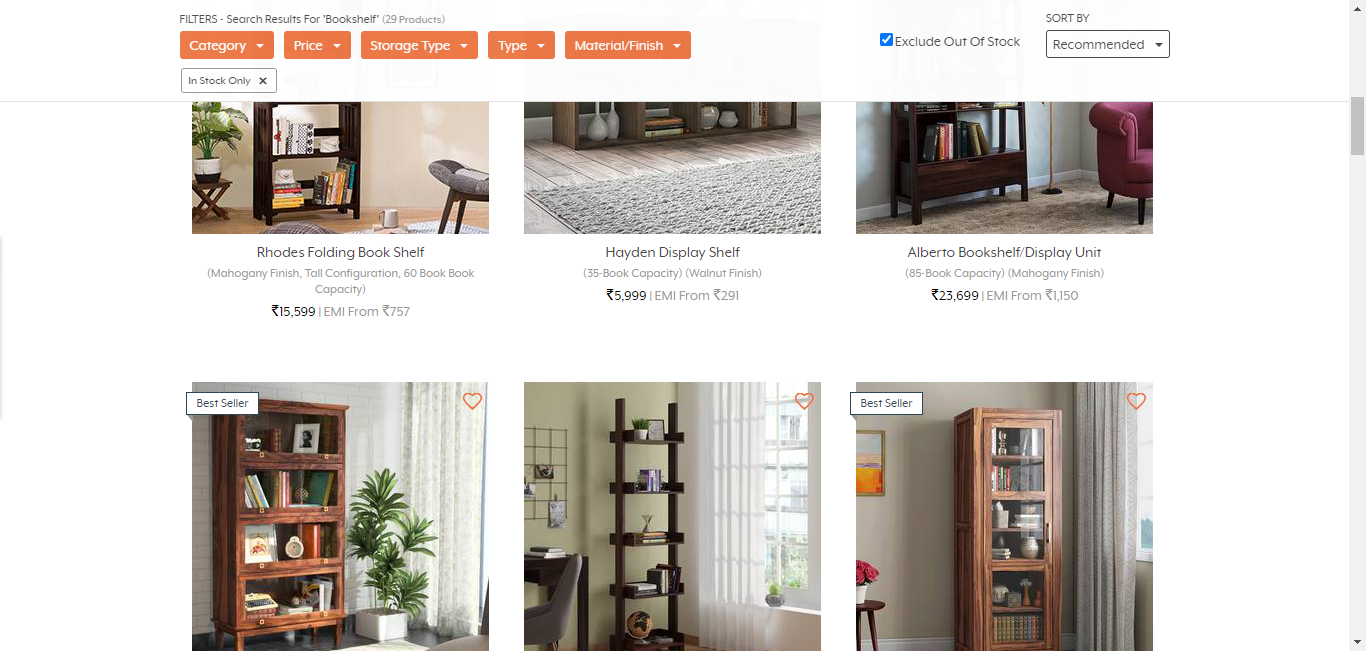 FILTERS - Search Results For 'Bookshelf' (29 Products)
SORT BY
Category
Price
Storage Type
Type
Material/Finish
Exclude Out Of Stock
Recommended
In Stock Only
Rhodes Folding Book Shelf
(Mahogany Finish, Tall Configuration, 60 Book Book
Capacity)
₹15,599 | EMI From ₹757
Hayden Display Shelf
(35-Book Capacity) (Walnut Finish)
₹5,999 | EMI From ₹291
Alberto Bookshelf/Display Unit
(85-Book Capacity) (Mahogany Finish)
₹23,699 | EMI From ₹1,150
Best Seller
Best Seller